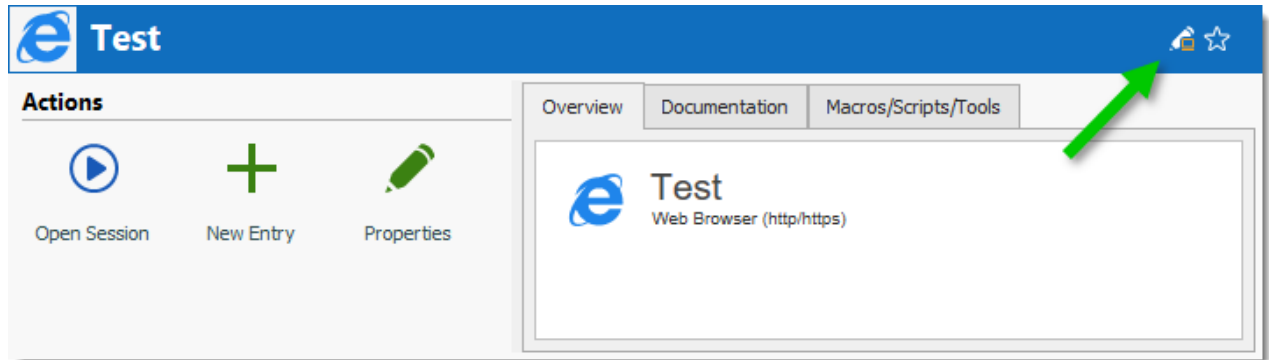 Test
Actions
Overview Documentation Macros/Scripts/Tools
Test
Web Browser (http/https)
Open Session New Entry Properties